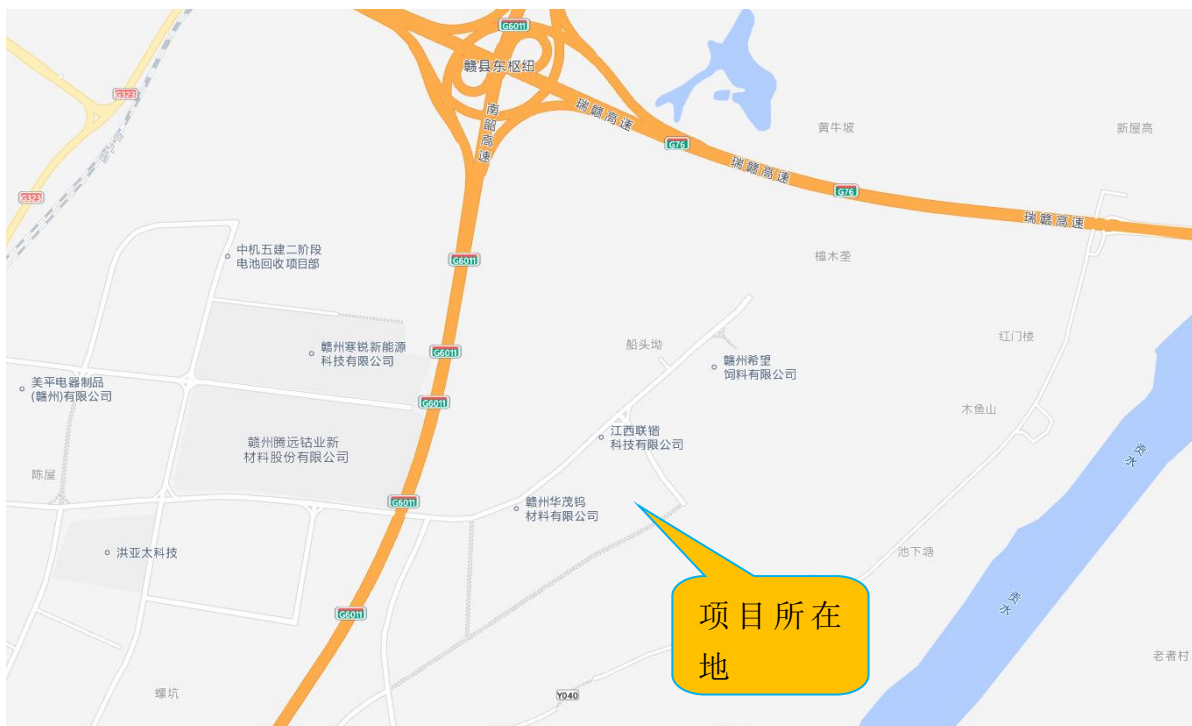 G6011
赣县东枢纽
G323
南韶高速
瑞赣高速
黄牛坡
新屋高
G76
瑞赣高速
G76
G323
瑞赣高速
中机五建二阶段
电池回收项目部
G6011
樟木垄
船头坳
红门楼
赣州寒锐新能源
科技有限公司
G6011
赣州希望
饲料有限公司
美平电器制品
(赣州)有限公司
G6011
木鱼山
江西联锴
科技有限公司
赣州腾远钴业新
材料股份有限公司
贡水
陈屋
G6011
赣州华茂钨
材料有限公司
洪亚太科技
池下塘
贡水
G6011
项目所在
地
老者村
螺坑
Y040